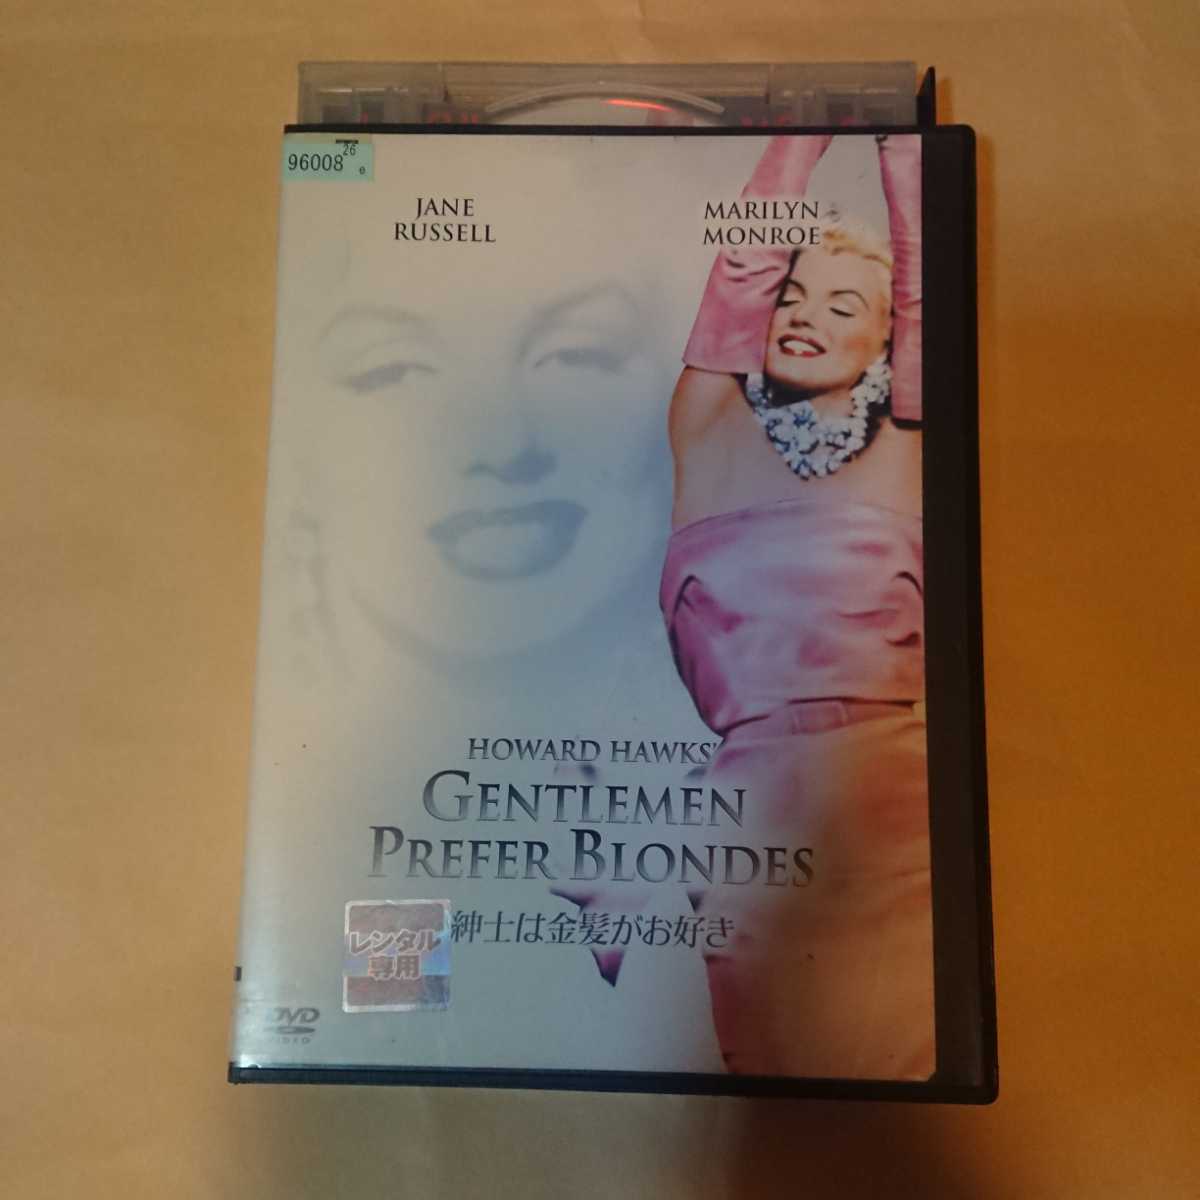 96008
26
e
JANE
RUSSELL
MARILYN
MONROE
HOWARD HAWKS'
GENTLEMEN
PREFER BLONDES
紳士は金髪がお好き
レンタル
専用
DVD
VIDEO